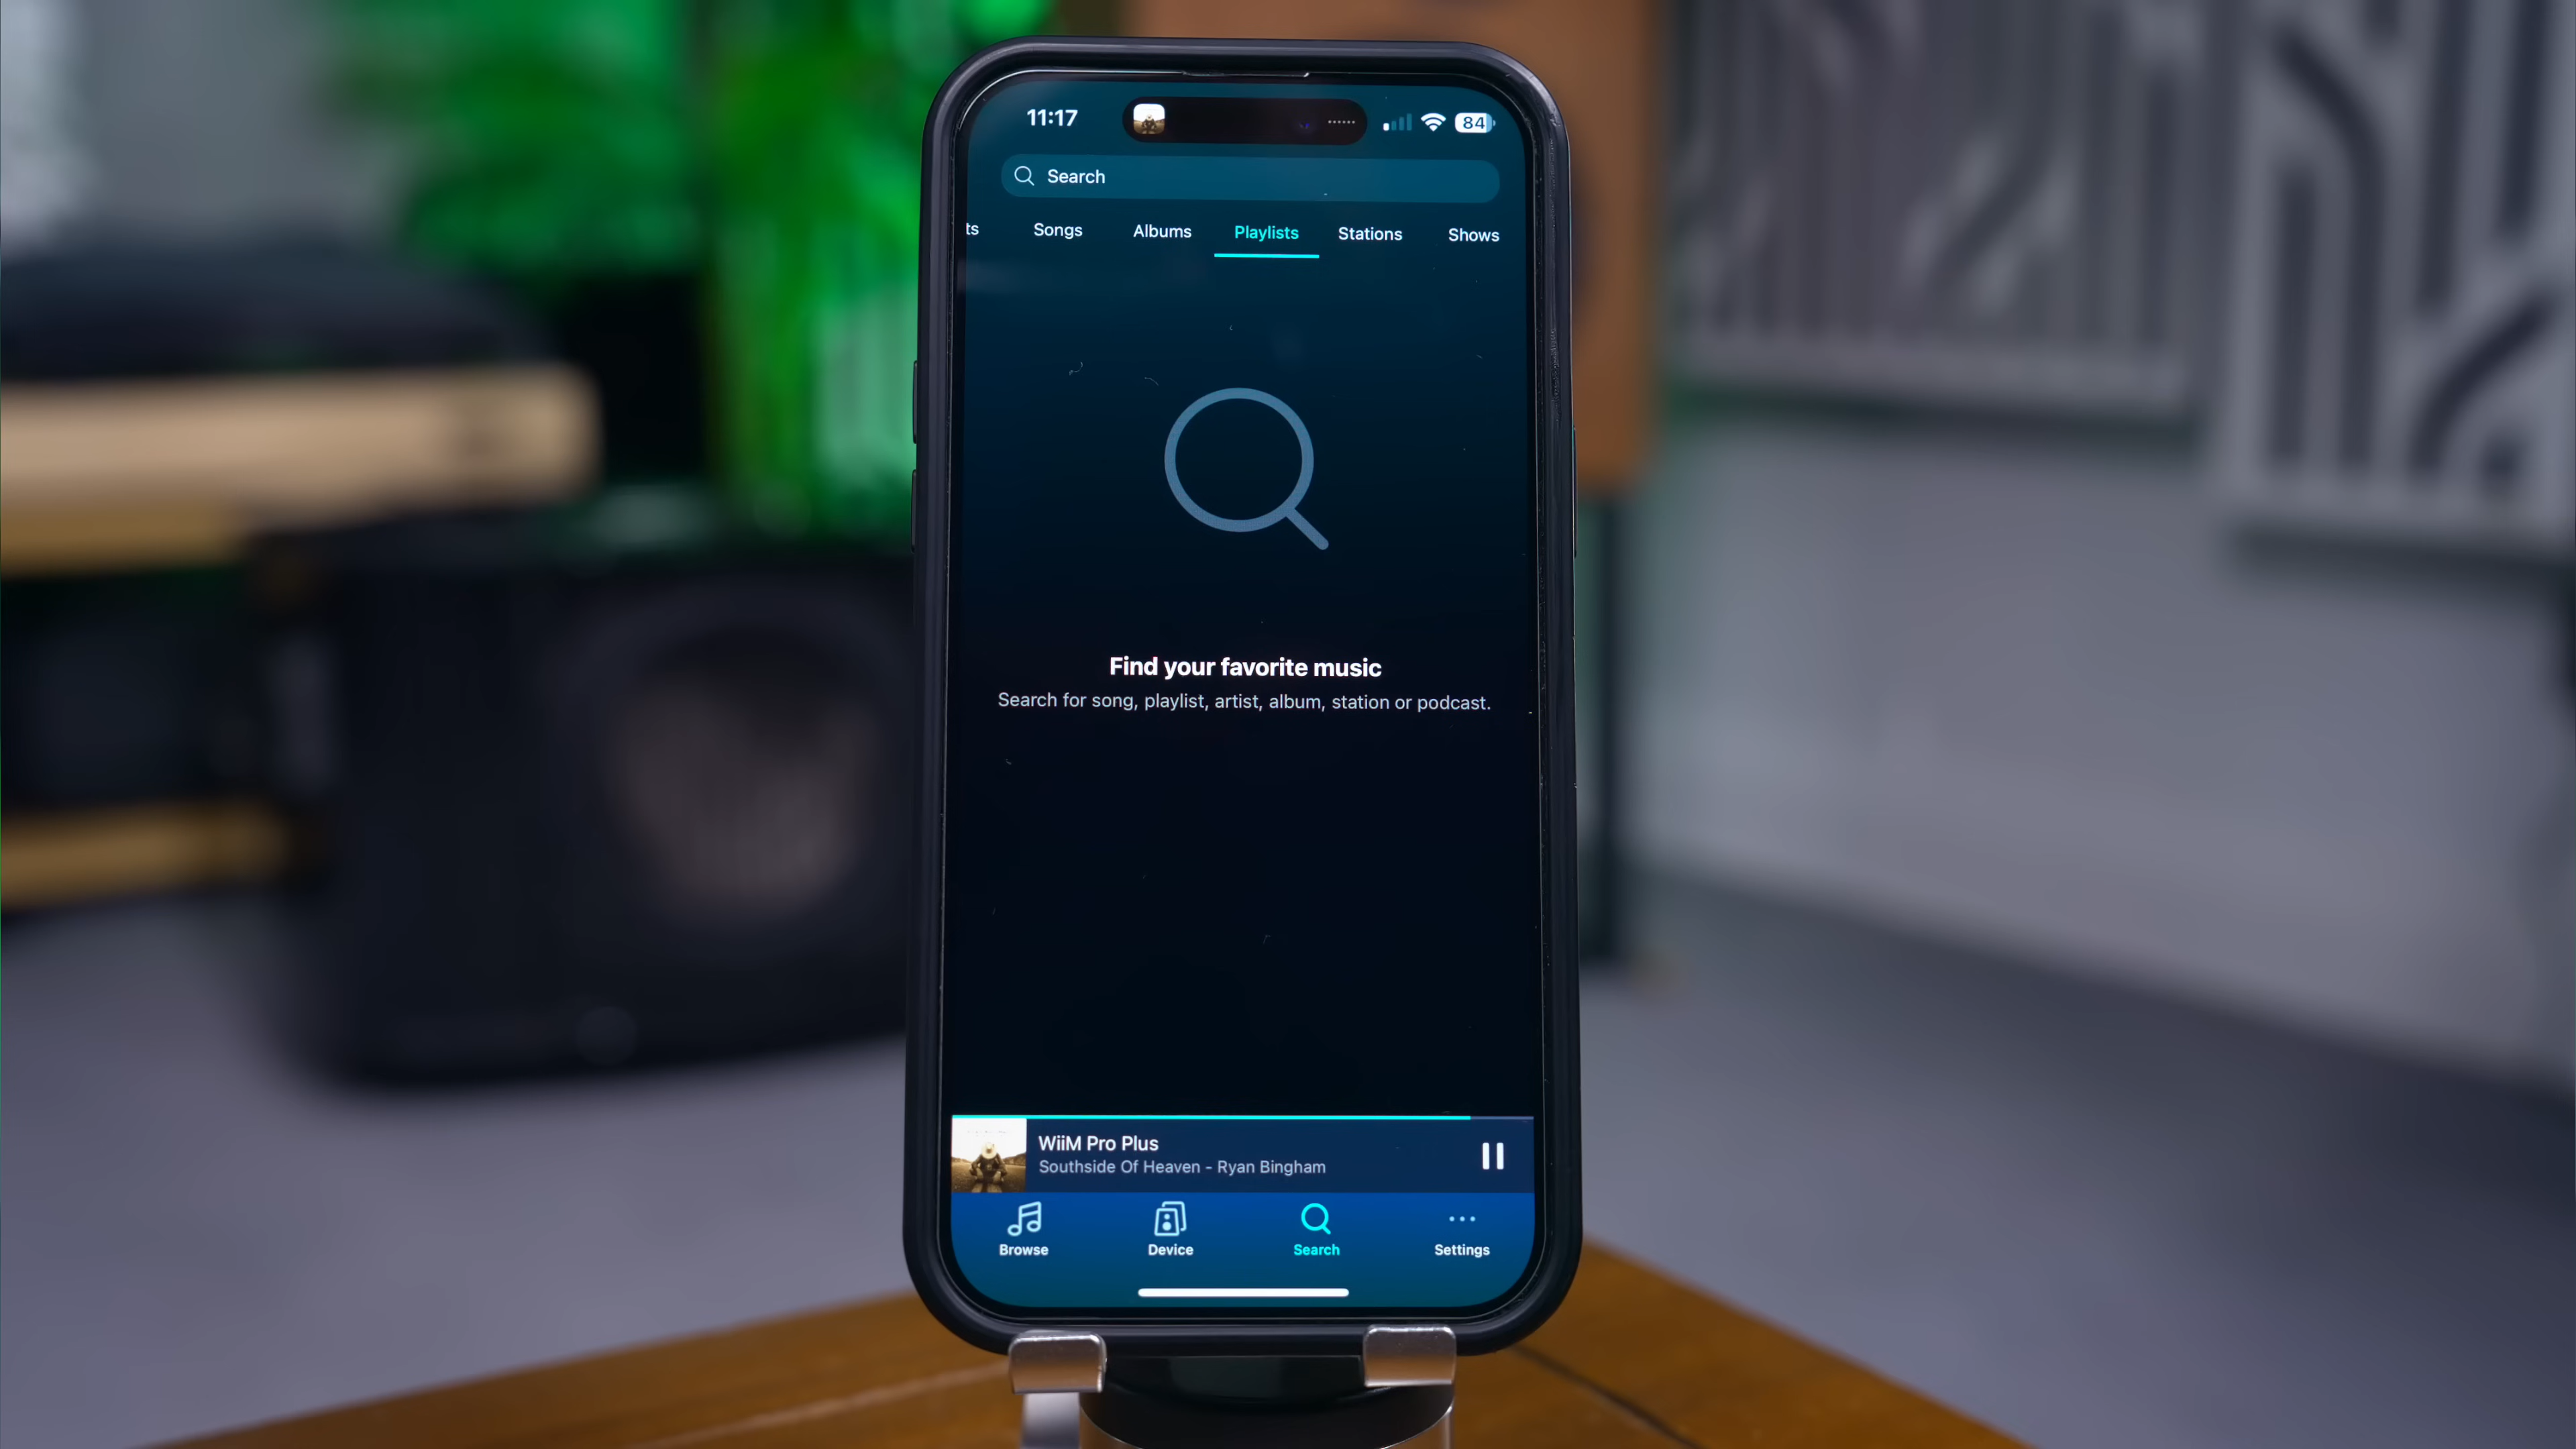 11:17
84
Search
ts Songs Albums Playlists Stations Shows
Find your favorite music
Search for song, playlist, artist, album, station or podcast.
WiiM Pro Plus
Southside Of Heaven - Ryan Bingham
Browse Device Search Settings